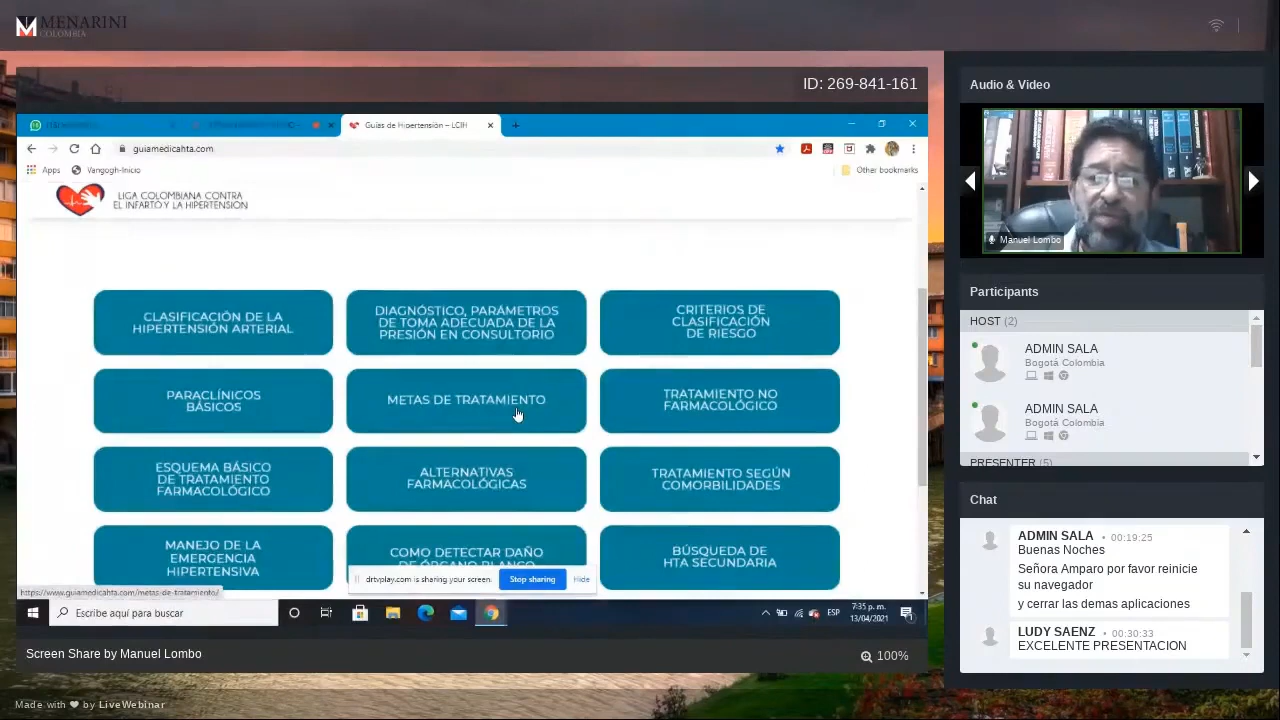 MENARINI
COLOMBIA
ID: 269-841-161
Guías de Hipertensión – LCIH
guiamedicahta.com
Apps
Vangogh-Inicio
Other bookmarks
LIGA COLOMBIANA CONTRA
EL INFARTO Y LA HIPERTENSIÓN
CLASIFICACIÓN DE LA
HIPERTENSIÓN ARTERIAL
DIAGNÓSTICO, PARÁMETROS
DE TOMA ADECUADA DE LA
PRESIÓN EN CONSULTORIO
CRITERIOS DE
CLASIFICACIÓN
DE RIESGO
PARACLÍNICOS
BÁSICOS
METAS DE TRATAMIENTO
TRATAMIENTO NO
FARMACOLÓGICO
ESQUEMA BÁSICO
DE TRATAMIENTO
FARMACOLÓGICO
ALTERNATIVAS
FARMACOLÓGICAS
TRATAMIENTO SEGÚN
COMORBILIDADES
MANEJO DE LA
EMERGENCIA
HIPERTENSIVA
COMO DETECTAR DAÑO
DE ÓRGANO BLANCO
BÚSQUEDA DE
HTA SECUNDARIA
drtvplay.com is sharing your screen.
Stop sharing
Hide
https://www.guiamedicahta.com/metas-de-tratamiento/
Escribe aquí para buscar
ESP
7:35 p. m.
13/04/2021
Screen Share by Manuel Lombo
100%
Made with ❤ by LiveWebinar
Audio & Video
Manuel Lombo
Participants
HOST (2)
ADMIN SALA
Bogotá Colombia
ADMIN SALA
Bogotá Colombia
PRESENTER (5)
Chat
ADMIN SALA • 00:19:25
Buenas Noches
Señora Amparo por favor reinicie
su navegador
y cerrar las demas aplicaciones
LUDY SAENZ • 00:30:33
EXCELENTE PRESENTACION